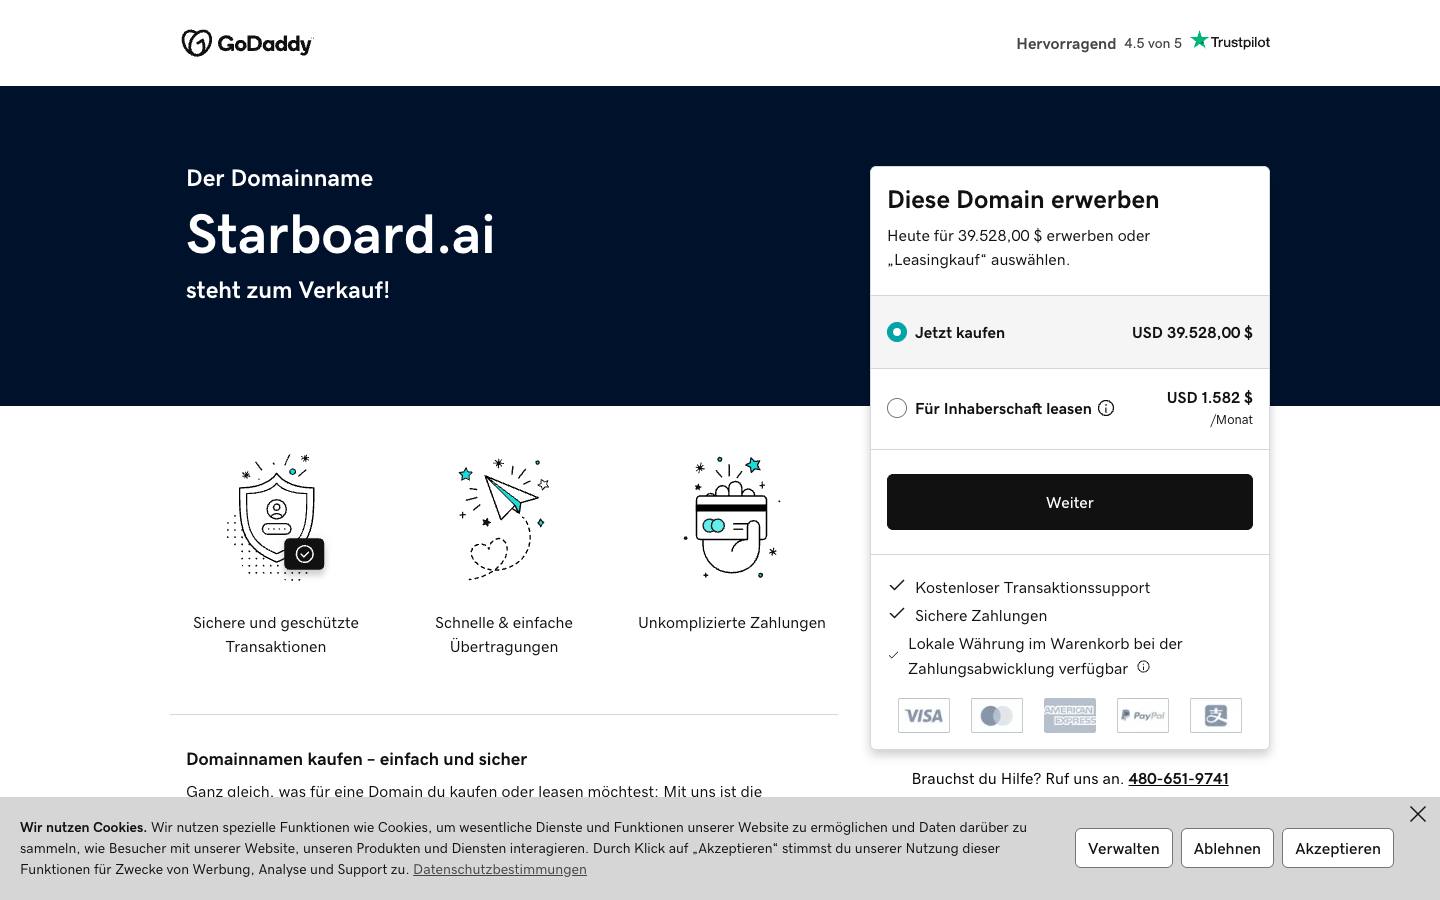 GoDaddy
Hervorragend 4.5 von 5 Trustpilot
Der Domainname
Starboard.ai
steht zum Verkauf!
Diese Domain erwerben
Heute für 39.528,00 $ erwerben oder
„Leasingkauf“ auswählen.
Jetzt kaufen USD 39.528,00 $
Für Inhaberschaft leasen USD 1.582 $
/Monat
Weiter
Kostenloser Transaktionssupport
Sichere Zahlungen
Lokale Währung im Warenkorb bei der
Zahlungsabwicklung verfügbar
VISA AMERICAN EXPRESS PayPal 支
Brauchst du Hilfe? Ruf uns an. 480-651-9741
Sichere und geschützte
Transaktionen
Schnelle & einfache
Übertragungen
Unkomplizierte Zahlungen
Domainnamen kaufen – einfach und sicher
Ganz gleich, was für eine Domain du kaufen oder leasen möchtest: Mit uns ist die
Wir nutzen Cookies. Wir nutzen spezielle Funktionen wie Cookies, um wesentliche Dienste und Funktionen unserer Website zu ermöglichen und Daten darüber zu
sammeln, wie Besucher mit unserer Website, unseren Produkten und Diensten interagieren. Durch Klick auf „Akzeptieren“ stimmst du unserer Nutzung dieser
Funktionen für Zwecke von Werbung, Analyse und Support zu. Datenschutzbestimmungen
Verwalten
Ablehnen
Akzeptieren